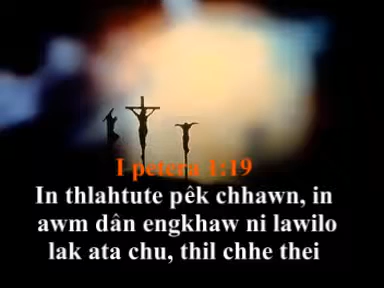 I petera 1:19
In thlahtute pêk chhawn, in
awm dân engkhaw ni lawilo
lak ata chu, thil chhe thei